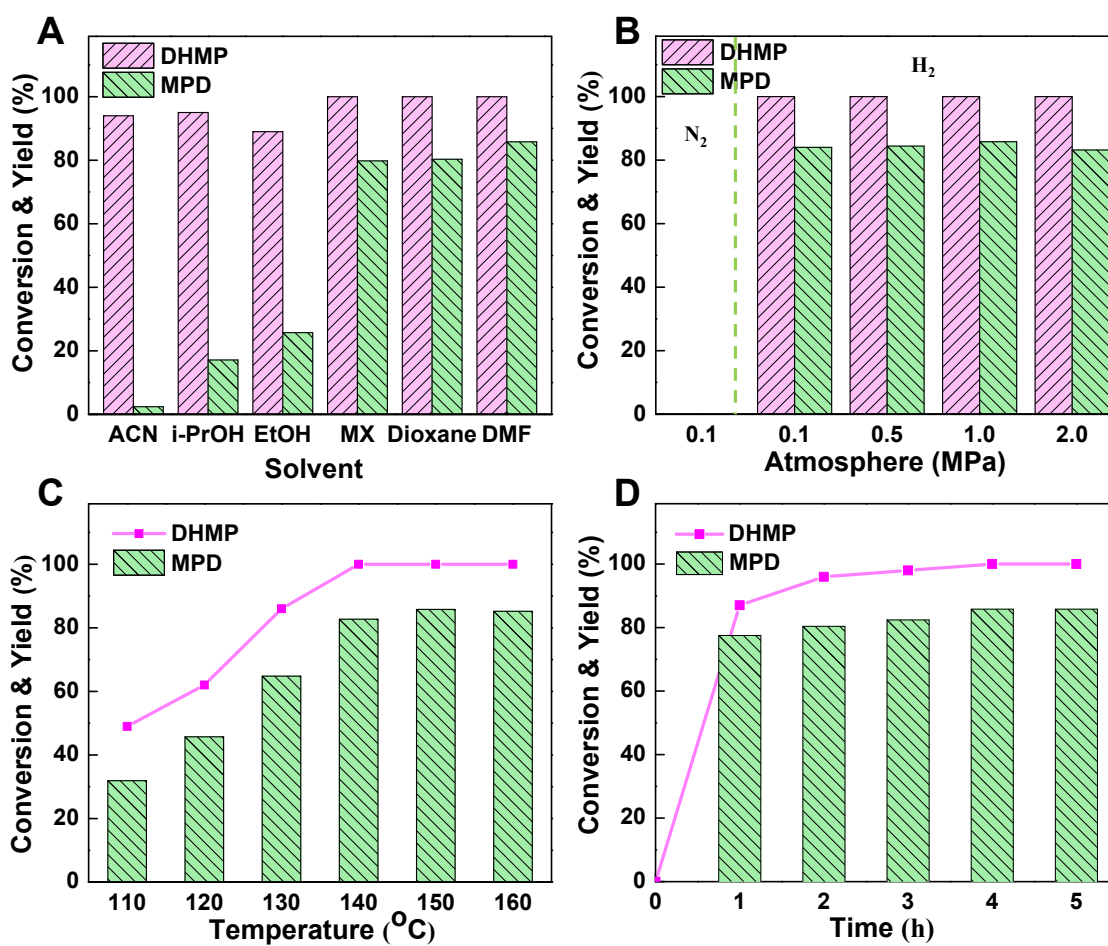 A
DHMP
MPD
Conversion & Yield (%)
100
80
60
40
20
0
ACN i-PrOH EtOH MX Dioxane DMF
Solvent
B
DHMP
MPD
H2
N2
Conversion & Yield (%)
100
80
60
40
20
0
0.1 0.1 0.5 1.0 2.0
Atmosphere (MPa)
C
DHMP
MPD
Conversion & Yield (%)
100
80
60
40
20
0
110 120 130 140 150 160
Temperature (OC)
D
DHMP
MPD
Conversion & Yield (%)
100
80
60
40
20
0
0 1 2 3 4 5
Time (h)